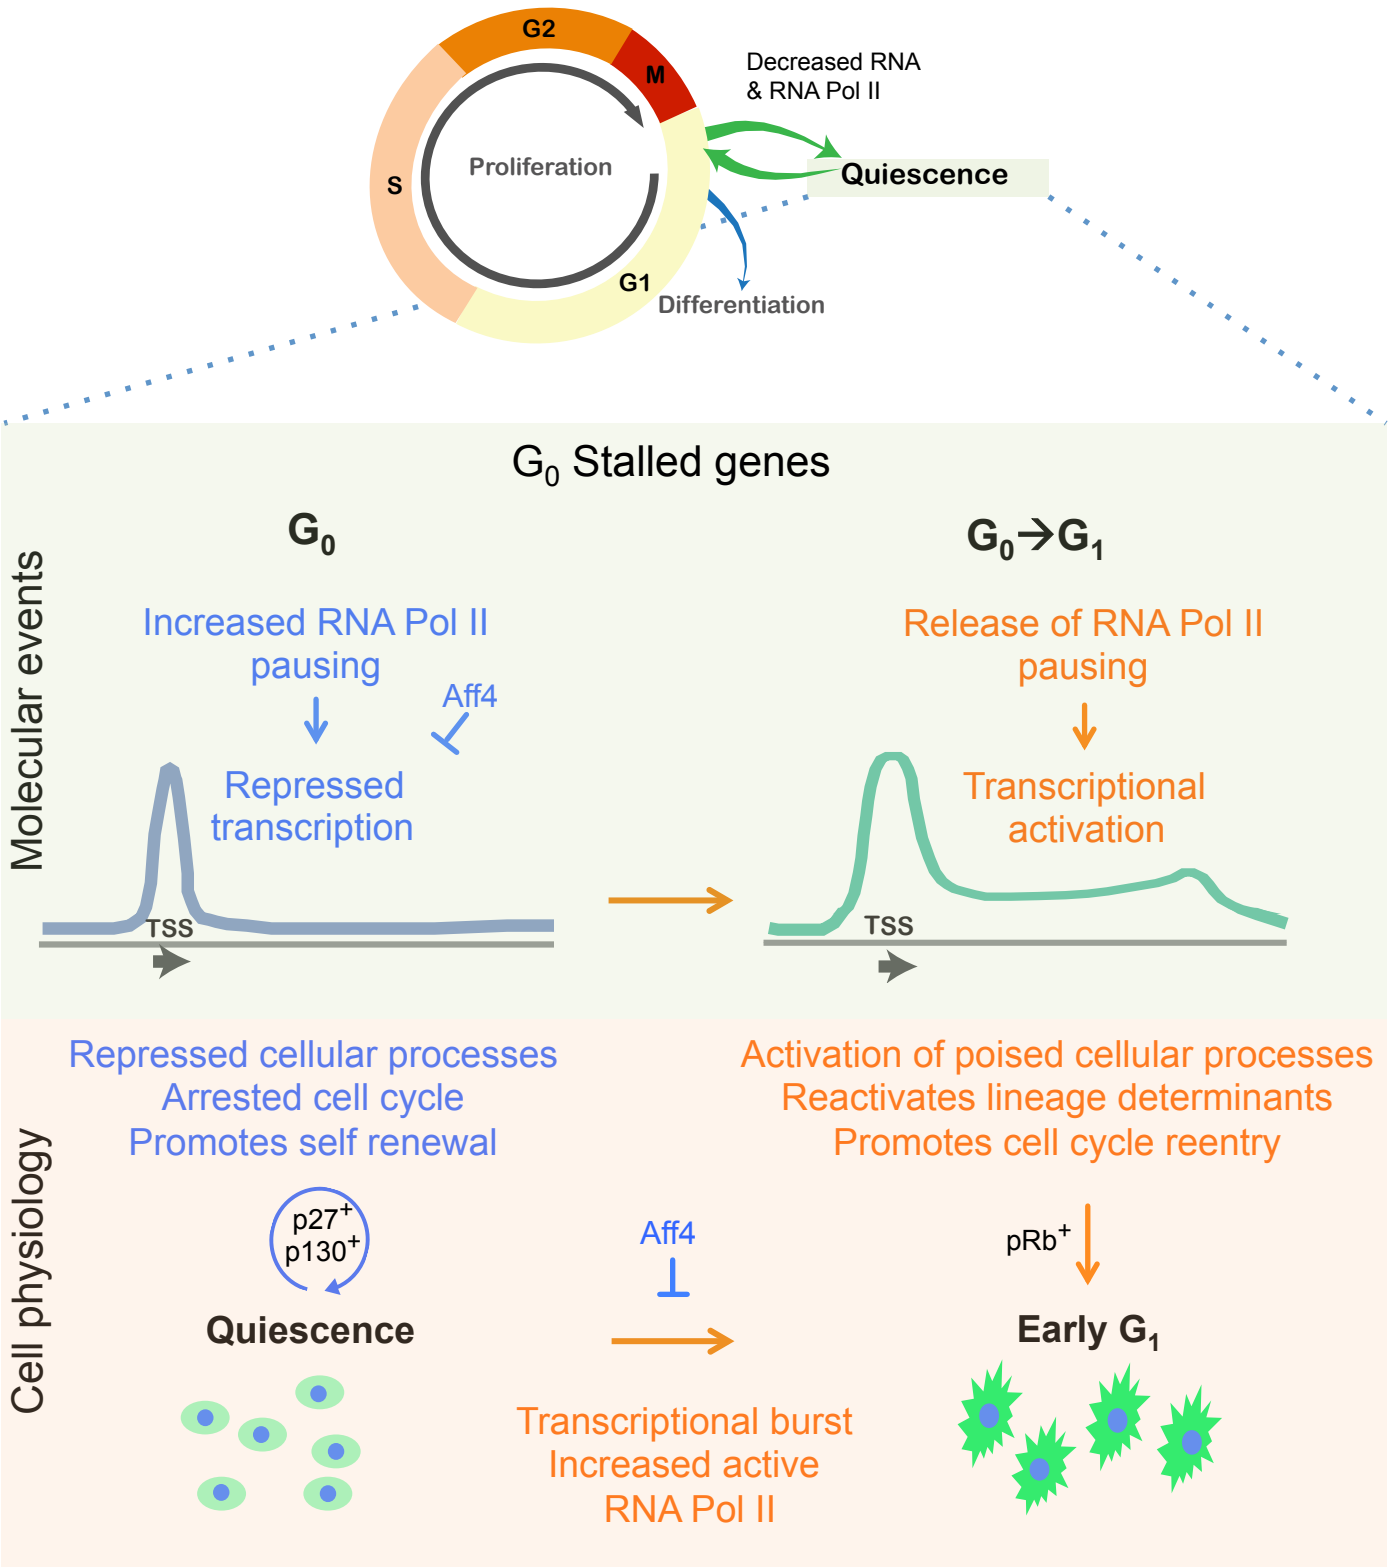 G2
M
Decreased RNA
& RNA Pol II
Proliferation
Quiescence
S
G1
Differentiation
G₀ Stalled genes
Molecular events
G₀
G₀→G₁
Increased RNA Pol II
pausing
Aff4
Repressed
transcription
TSS
Release of RNA Pol II
pausing
Transcriptional
activation
TSS
Cell physiology
Repressed cellular processes
Arrested cell cycle
Promotes self renewal
p27⁺
p130⁺
Quiescence
Aff4
Transcriptional burst
Increased active
RNA Pol II
Activation of poised cellular processes
Reactivates lineage determinants
Promotes cell cycle reentry
pRb⁺
Early G₁